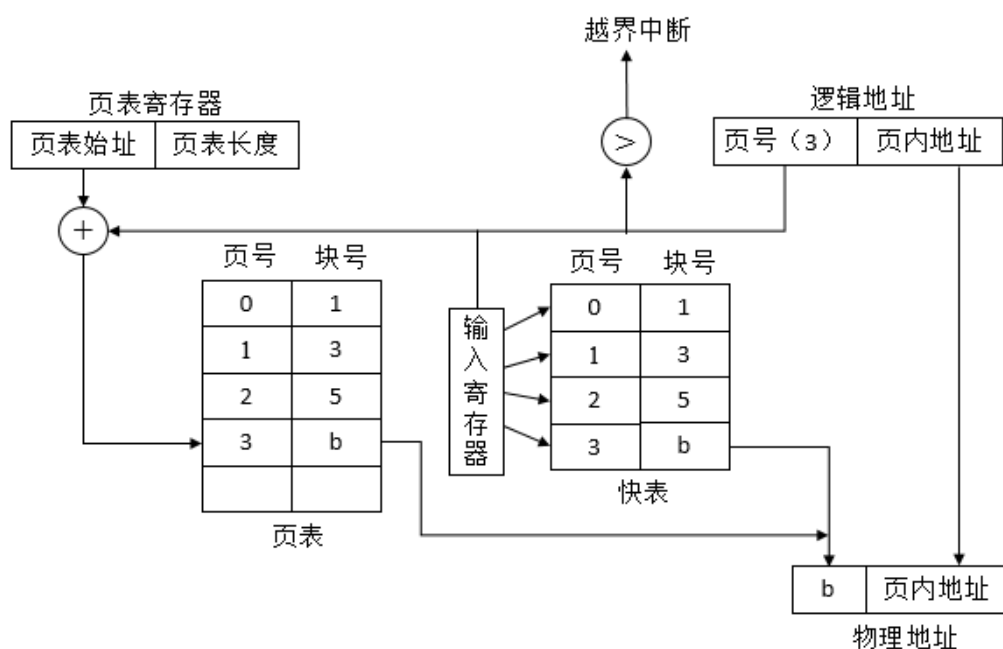 越界中断
页表寄存器
逻辑地址
页表始址 页表长度
>
页号（3） 页内地址
+
页号 块号
页号 块号
0 1
1 3
2 5
3 b
输入寄存器
0 1
1 3
2 5
3 b
快表
页表
b 页内地址
物理地址